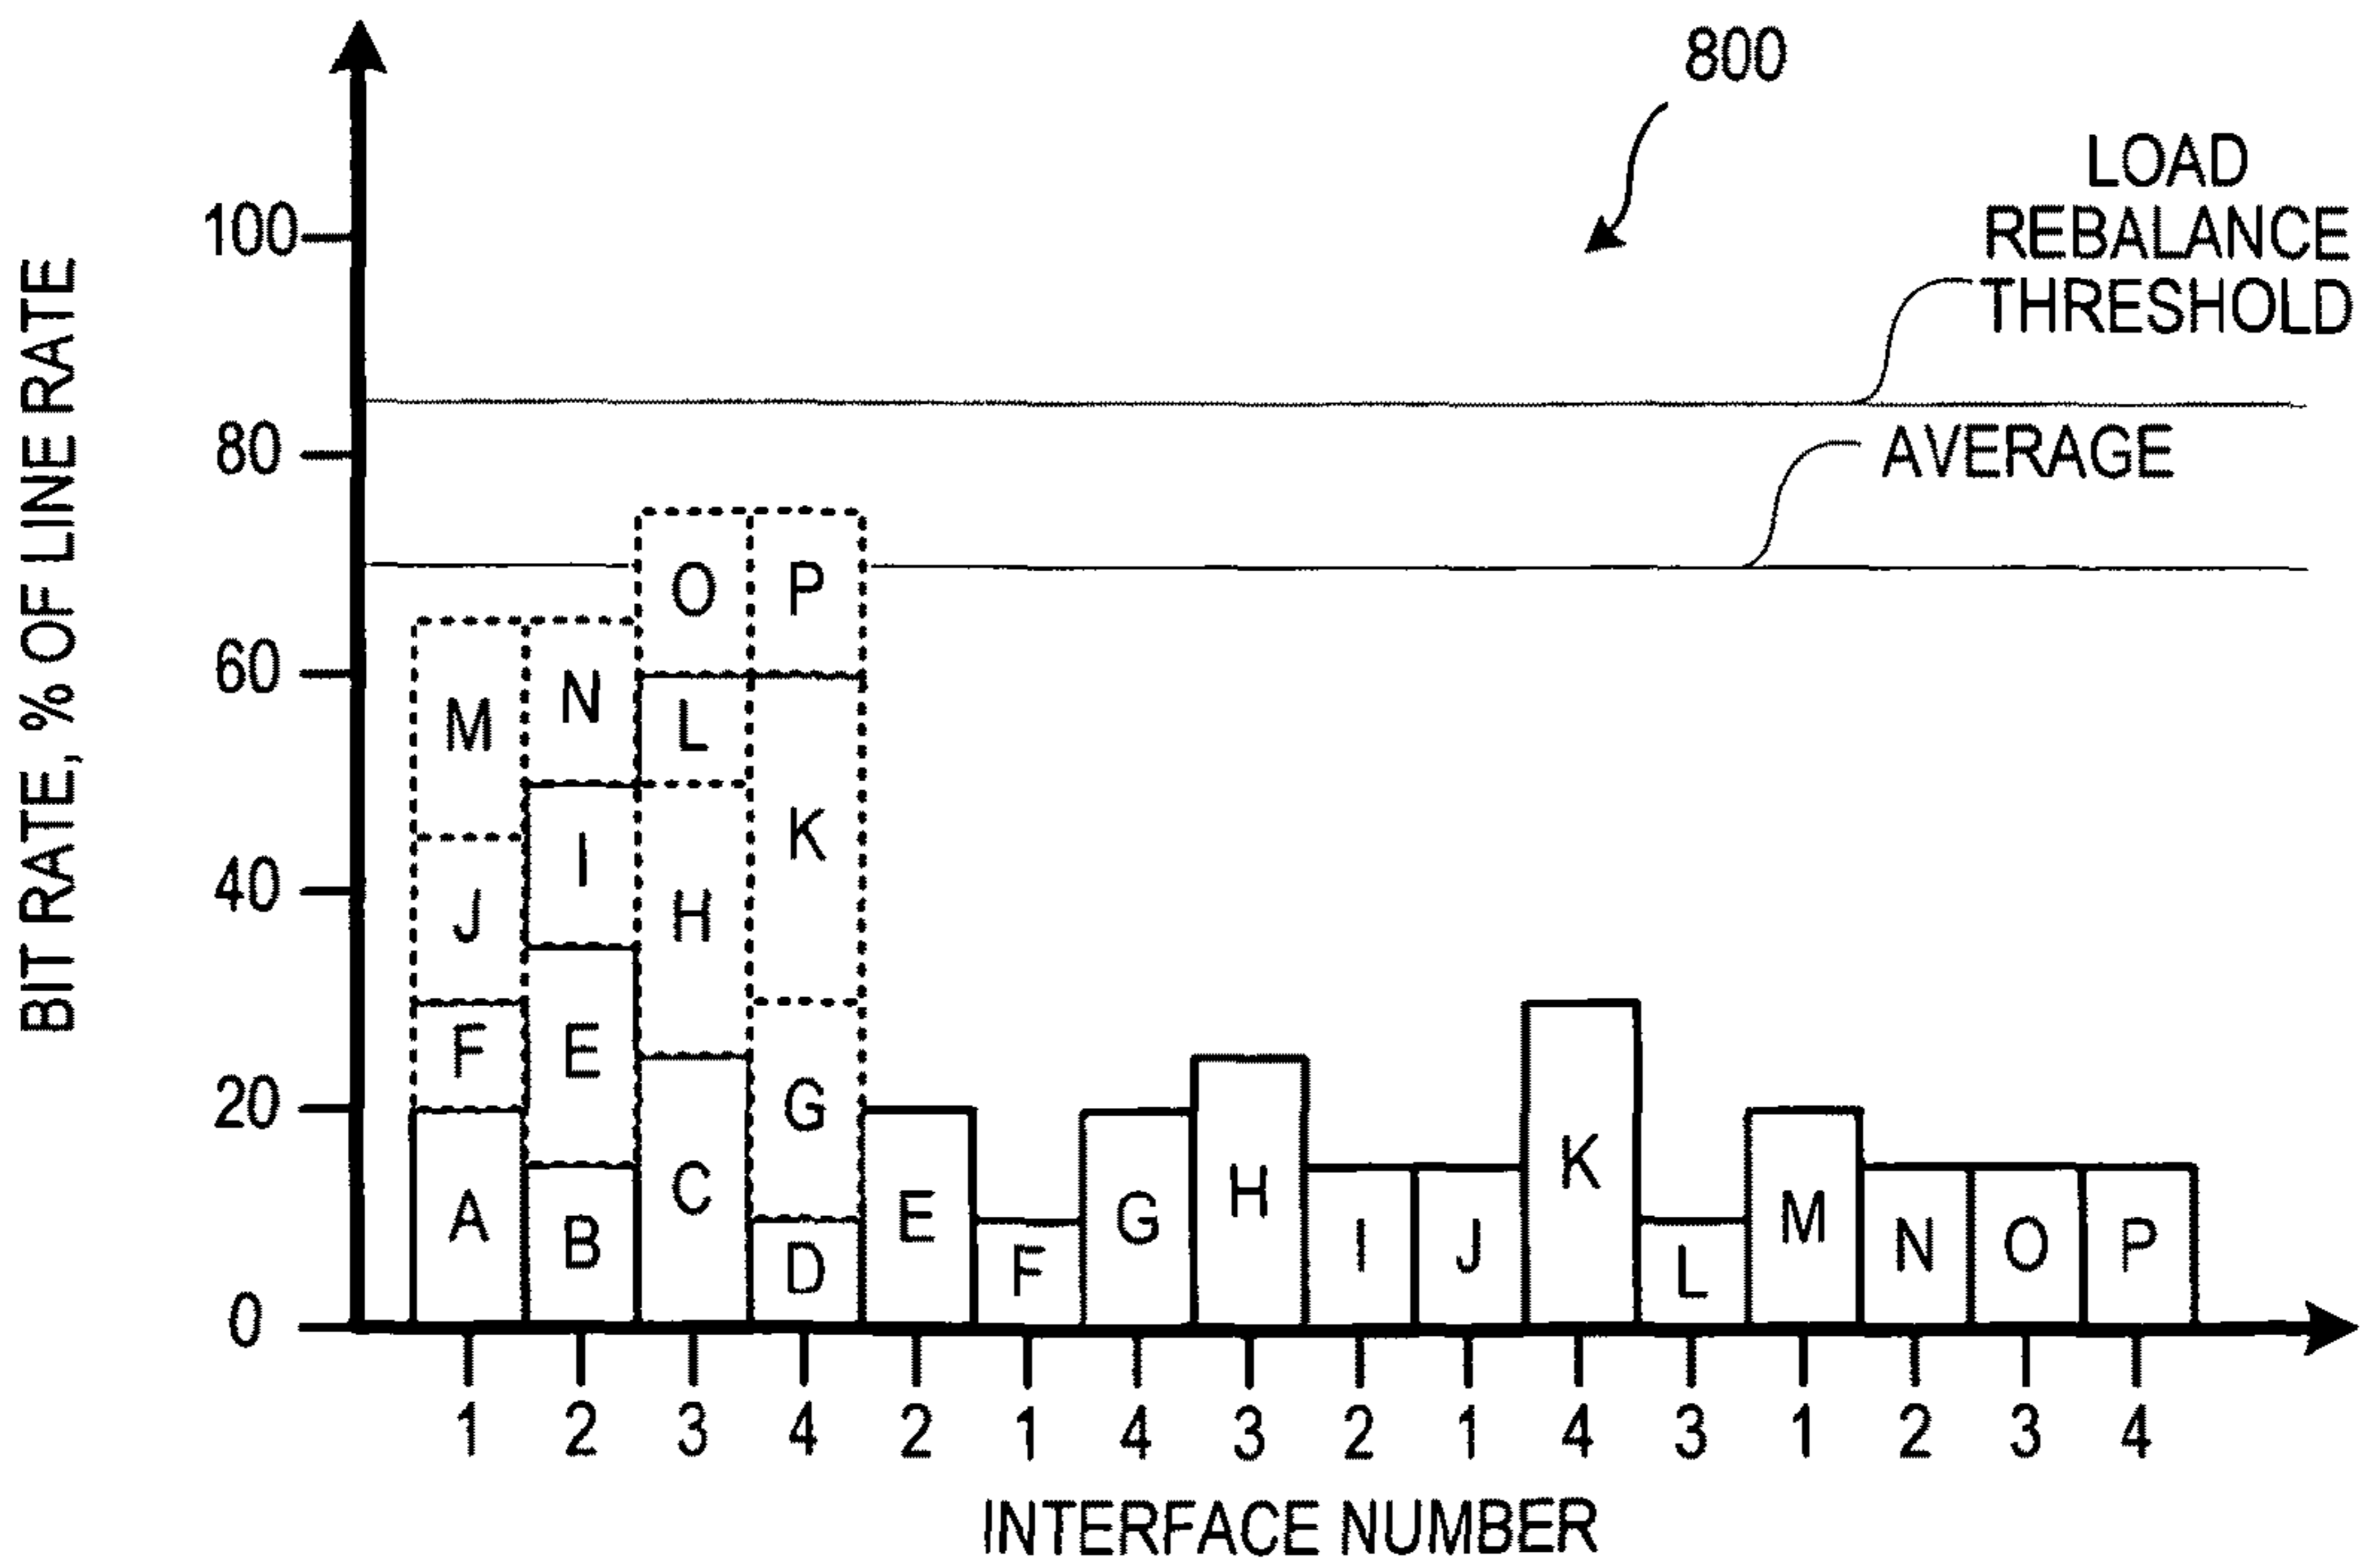 800
LOAD
REBALANCE
THRESHOLD
100
AVERAGE
80
BIT RATE, % OF LINE RATE
O P
60
M N L
K
I
40
J H
F E
G
20
A B C D E F G H I J K L M N O P
0
1 2 3 4 2 1 4 3 2 1 4 3 1 2 3 4
INTERFACE NUMBER